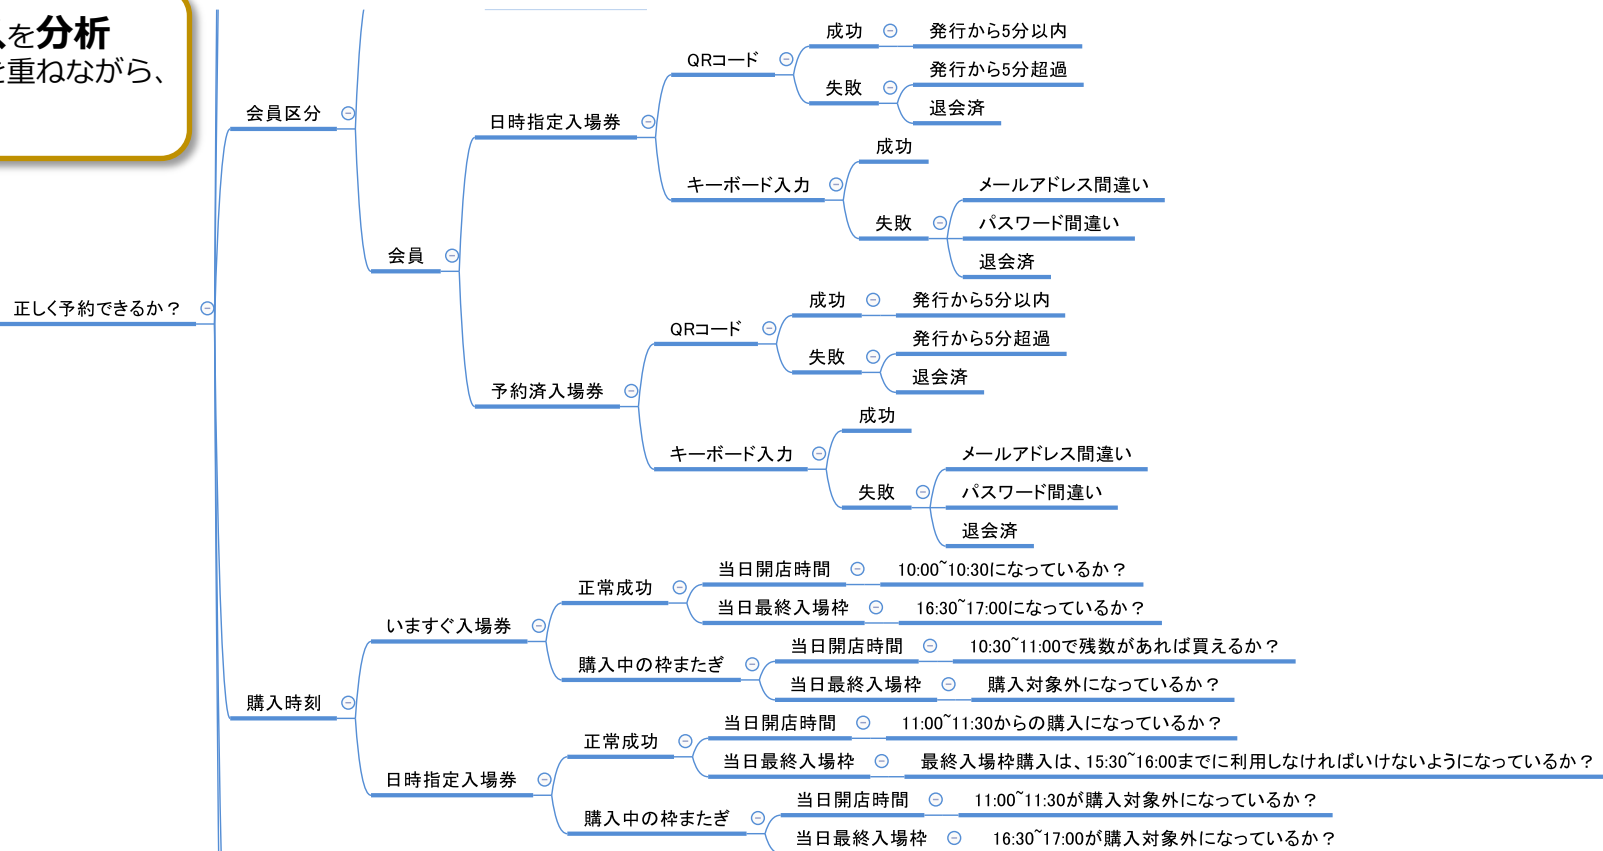 を分析
を重ねながら、
正しく予約できるか？
会員区分
会員
日時指定入場券
QRコード
成功
発行から5分以内
失敗
発行から5分超過
退会済
キーボード入力
成功
失敗
メールアドレス間違い
パスワード間違い
退会済
予約済入場券
QRコード
成功
発行から5分以内
失敗
発行から5分超過
退会済
キーボード入力
成功
失敗
メールアドレス間違い
パスワード間違い
退会済
購入時刻
いますぐ入場券
正常成功
当日開店時間
10:00~10:30になっているか？
当日最終入場枠
16:30~17:00になっているか？
購入中の枠またぎ
当日開店時間
10:30~11:00で残数があれば買えるか？
当日最終入場枠
購入対象外になっているか？
日時指定入場券
正常成功
当日開店時間
11:00~11:30からの購入になっているか？
当日最終入場枠
最終入場枠購入は、15:30~16:00までに利用しなければいけないようになっているか？
購入中の枠またぎ
当日開店時間
11:00~11:30が購入対象外になっているか？
当日最終入場枠
16:30~17:00が購入対象外になっているか？